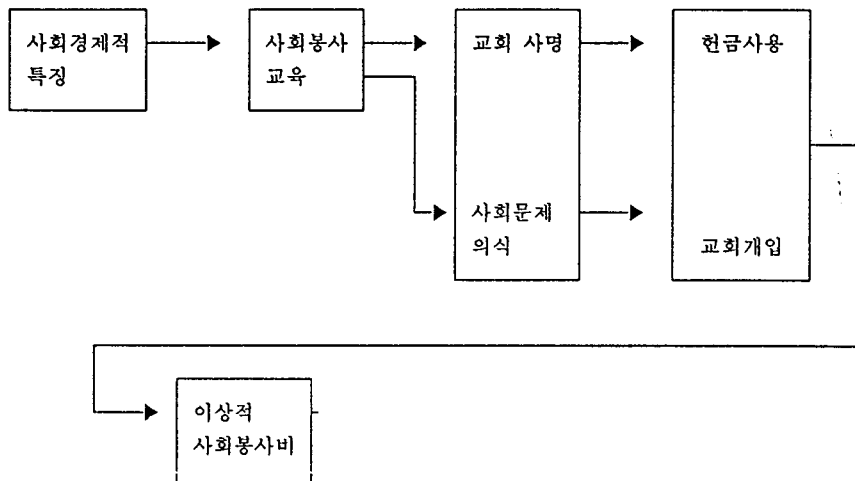 사회경제적
특징
사회봉사
교육
교회 사명
사회문제
의식
헌금사용
교회개입
이상적
사회봉사비